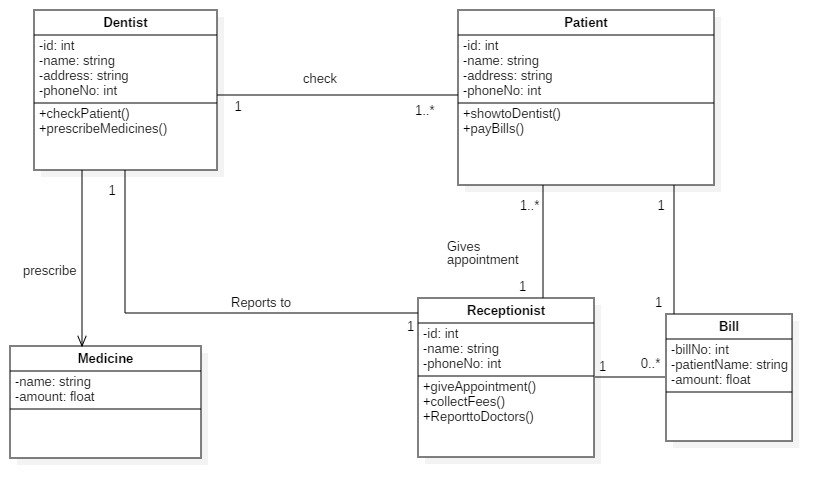 Dentist
-id: int
-name: string
-address: string
-phoneNo: int
+checkPatient()
+prescribeMedicines()
check
1
1..*
Patient
-id: int
-name: string
-address: string
-phoneNo: int
+showtoDentist()
+payBills()
1
1..*
1
prescribe
Gives
appointment
1
1
Reports to
1
Medicine
-name: string
-amount: float
Receptionist
-id: int
-name: string
-phoneNo: int
+giveAppointment()
+collectFees()
+ReporttoDoctors()
1
0..*
Bill
-billNo: int
-patientName: string
-amount: float